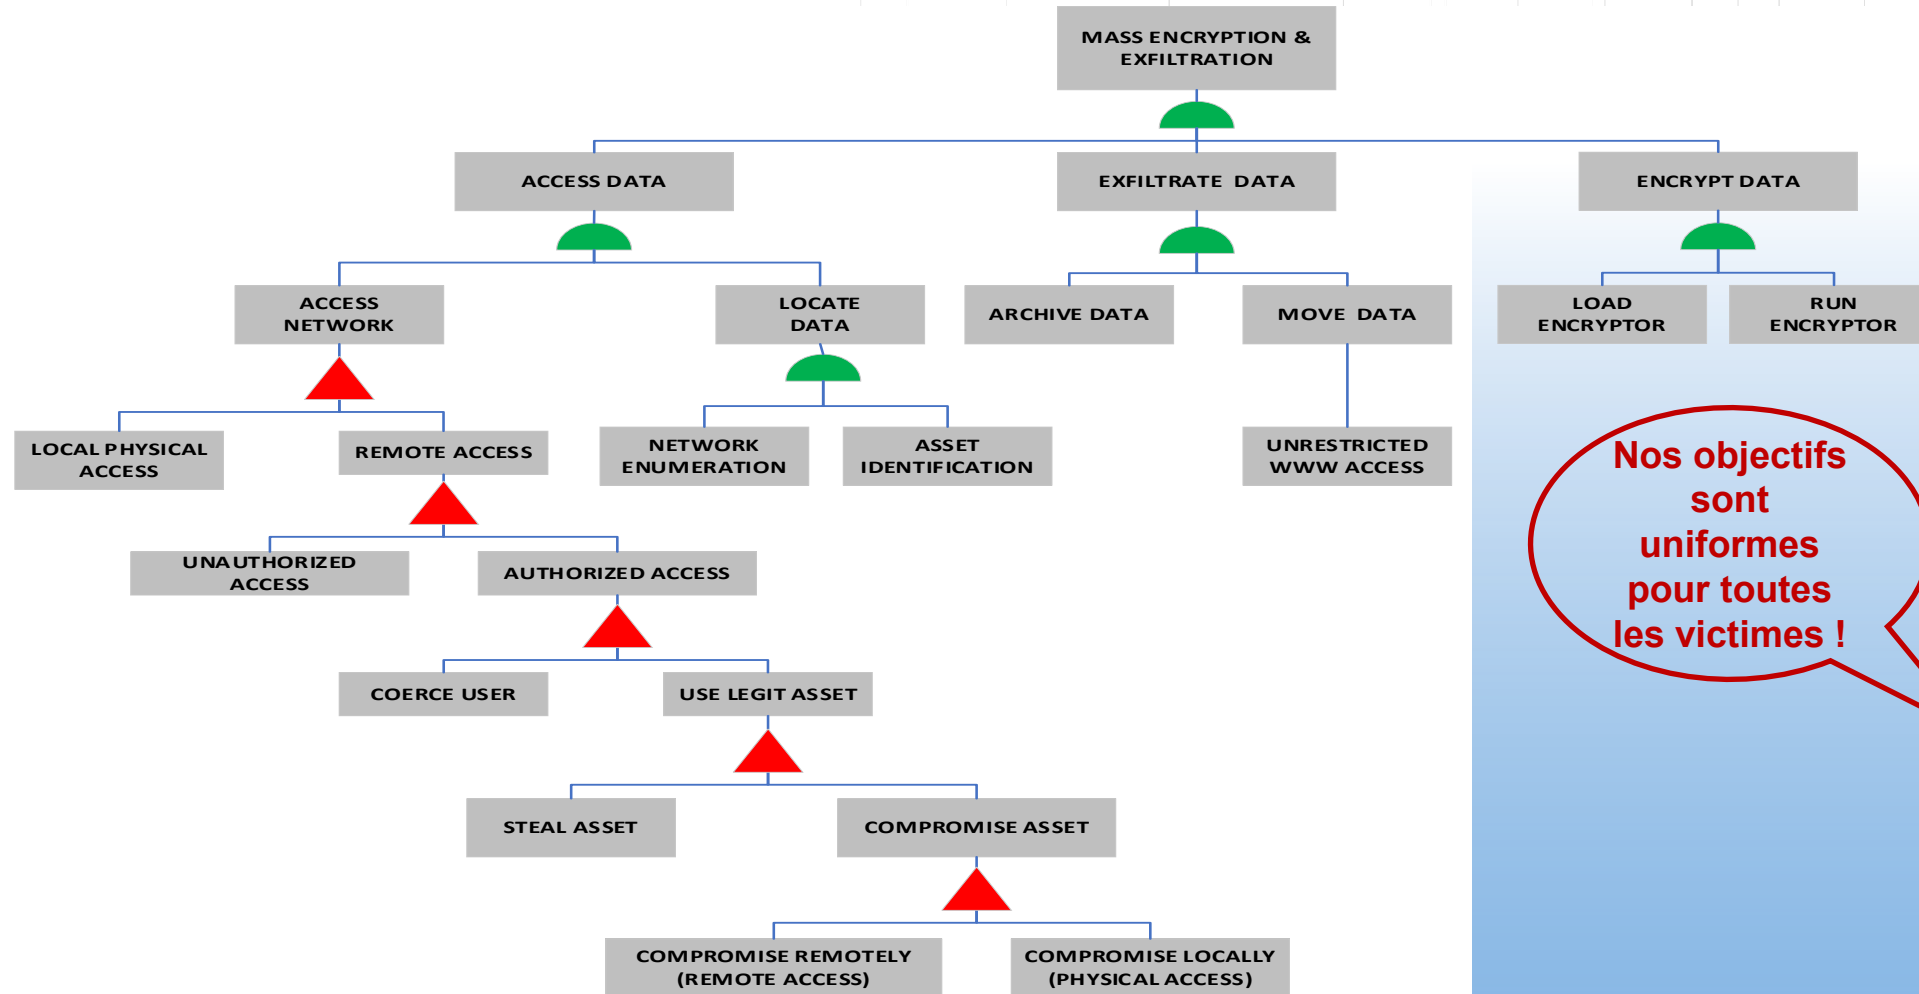 MASS ENCRYPTION &
EXFILTRATION
ACCESS DATA
EXFILTRATE DATA
ENCRYPT DATA
ACCESS
NETWORK
LOCATE
DATA
ARCHIVE DATA
MOVE DATA
LOAD
ENCRYPTOR
RUN
ENCRYPTOR
LOCAL PHYSICAL
ACCESS
REMOTE ACCESS
NETWORK
ENUMERATION
ASSET
IDENTIFICATION
UNRESTRICTED
WWW ACCESS
Nos objectifs
sont
uniformes
pour toutes
les victimes !
UNAUTHORIZED
ACCESS
AUTHORIZED ACCESS
COERCE USER
USE LEGIT ASSET
STEAL ASSET
COMPROMISE ASSET
COMPROMISE REMOTELY
(REMOTE ACCESS)
COMPROMISE LOCALLY
(PHYSICAL ACCESS)